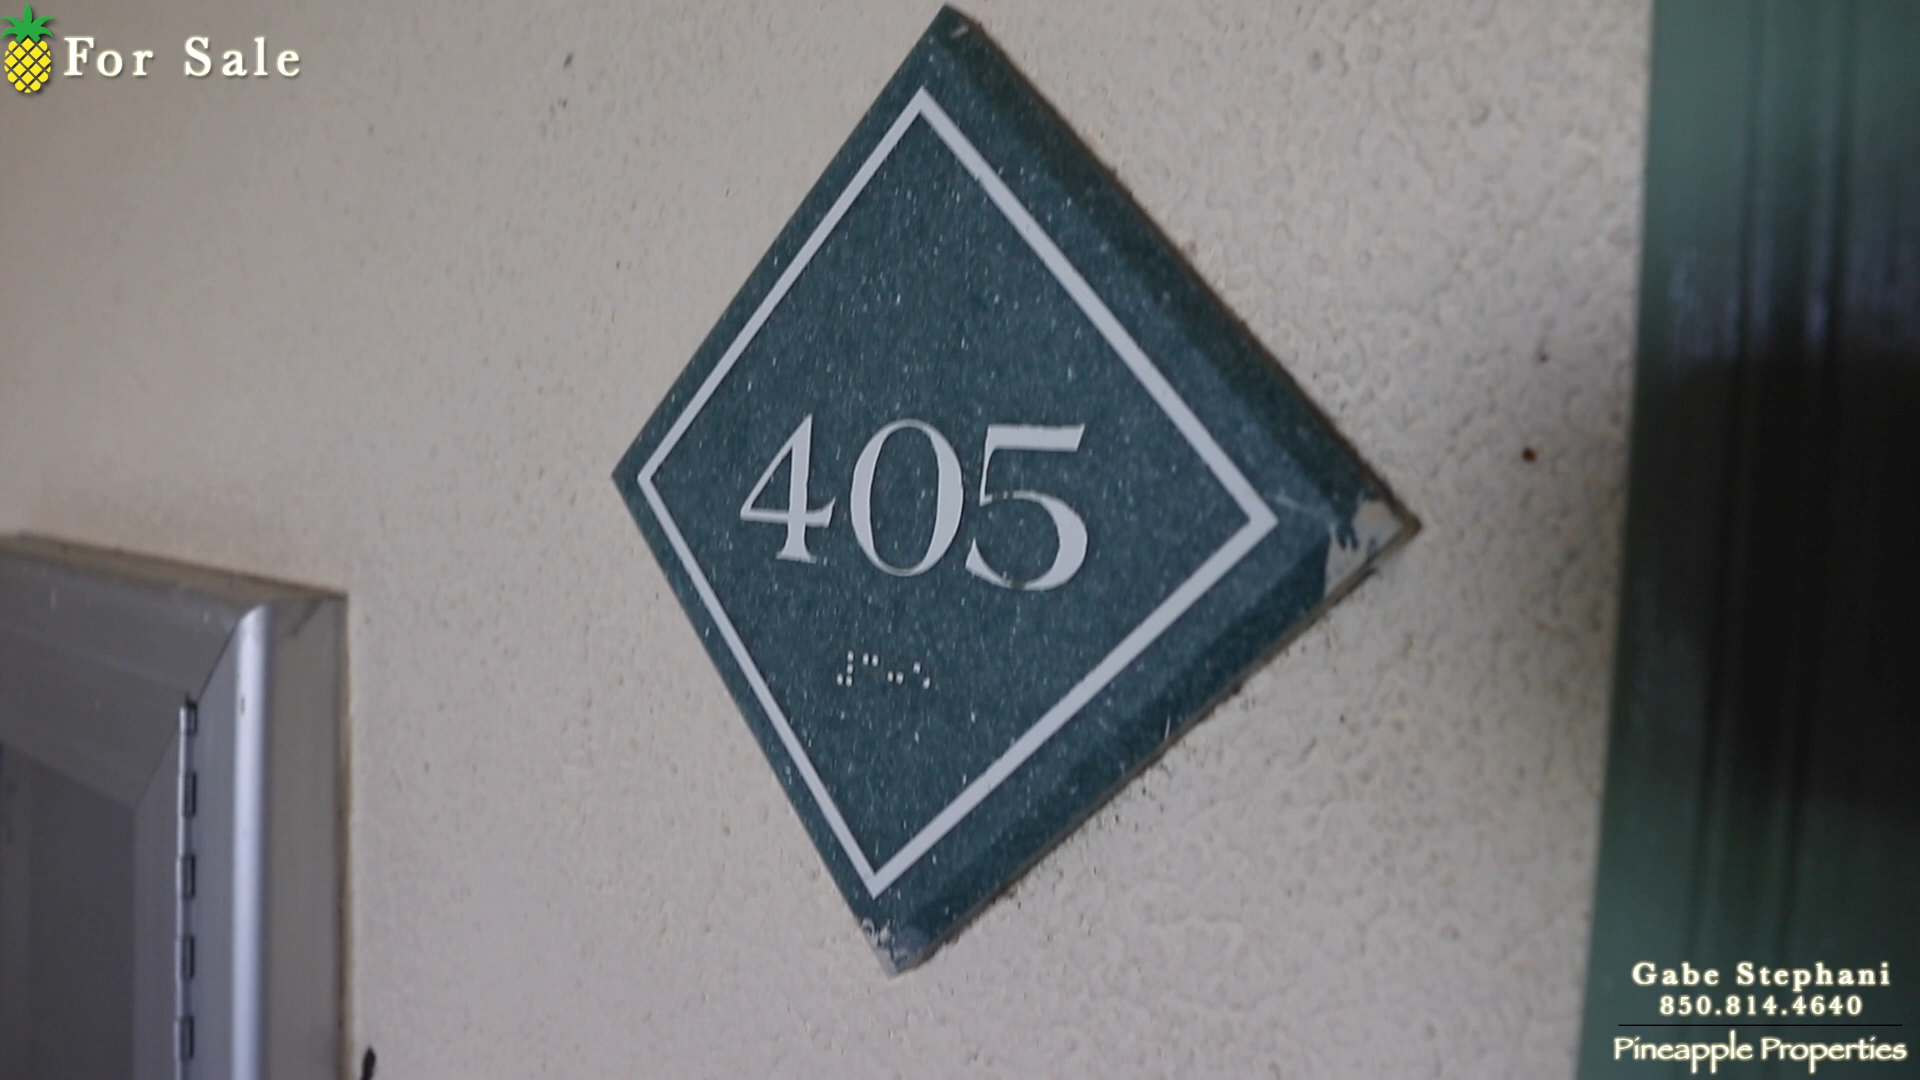 For Sale
405
Gabe Stephani
850.814.4640
Pineapple Properties